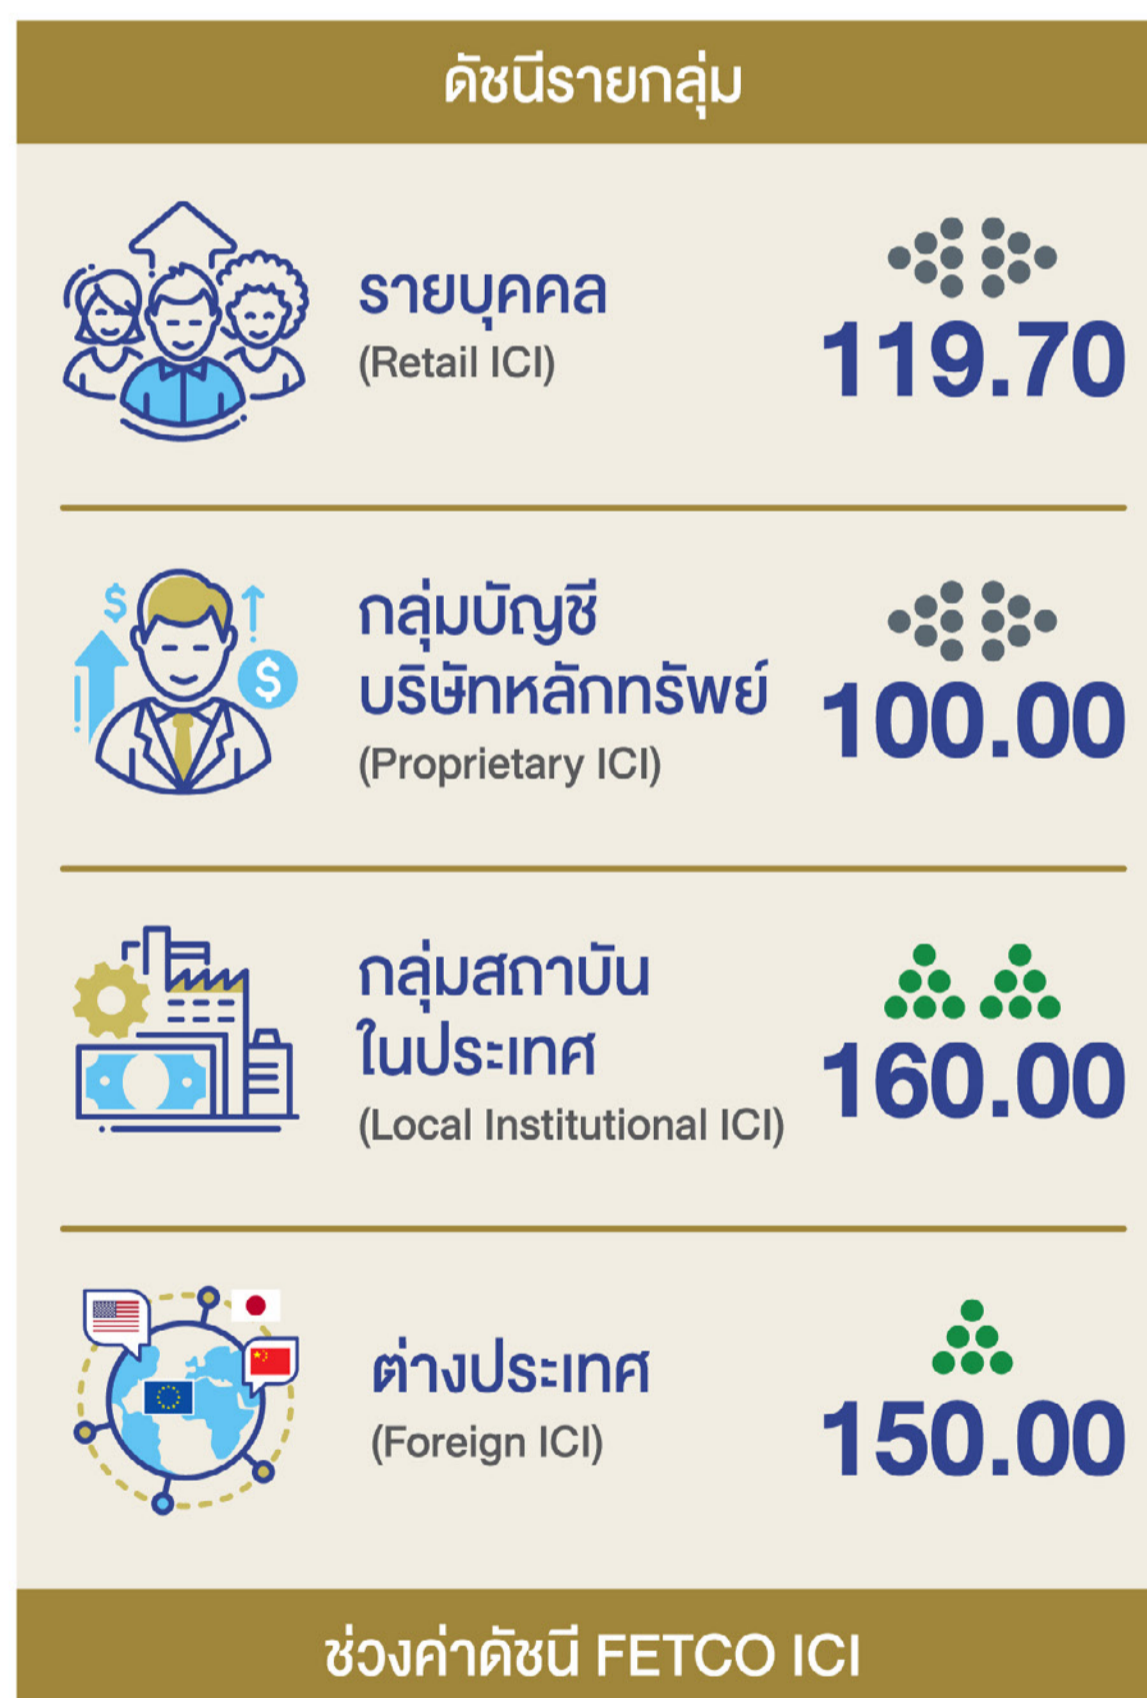 ดัชนีรายกลุ่ม
รายบุคคล
(Retail ICI)
119.70
กลุ่มบัญชี
บริษัทหลักทรัพย์
(Proprietary ICI)
100.00
กลุ่มสถาบัน
ในประเทศ
(Local Institutional ICI)
160.00
ต่างประเทศ
(Foreign ICI)
150.00
ช่วงค่าดัชนี FETCO ICI